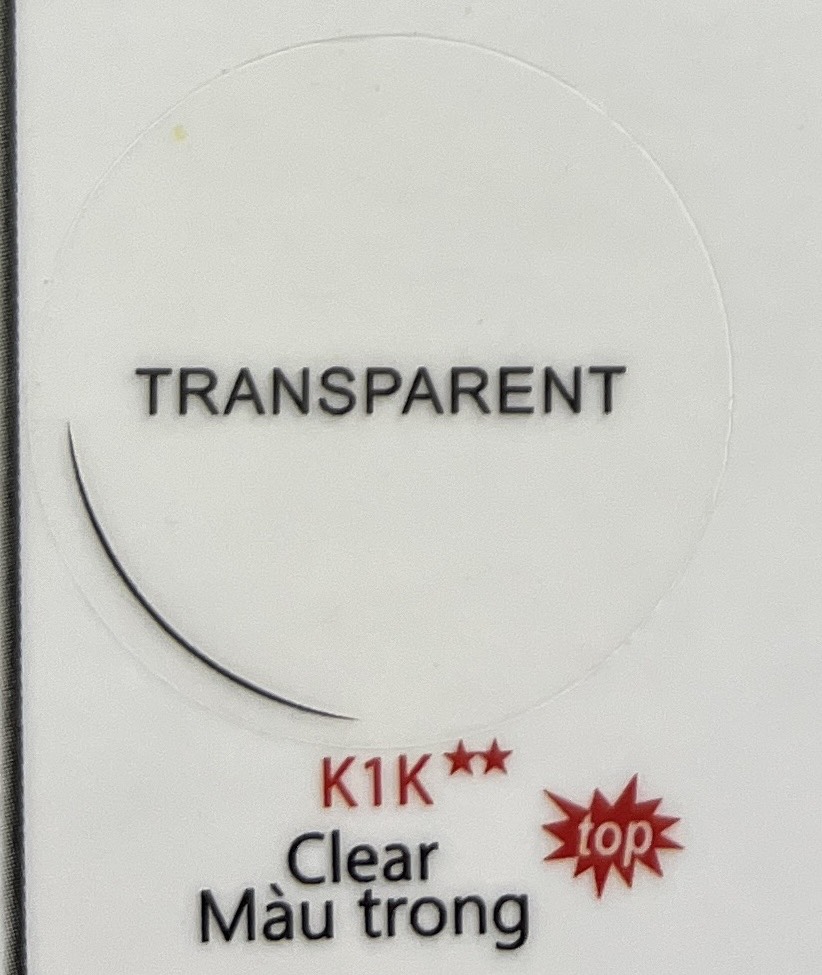 TRANSPARENT
K1K★★
top
Clear
Màu trong